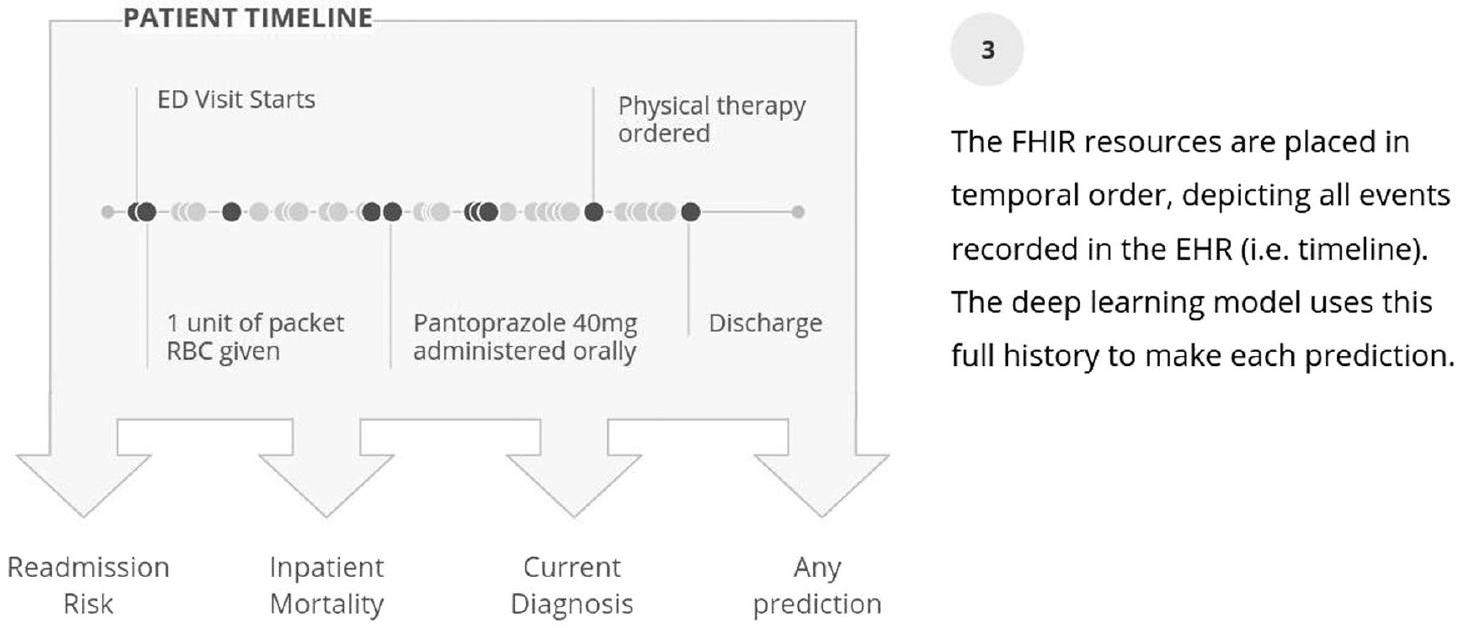 PATIENT TIMELINE
ED Visit Starts
Physical therapy
ordered
1 unit of packet
RBC given
Pantoprazole 40mg
administered orally
Discharge
Readmission
Risk
Inpatient
Mortality
Current
Diagnosis
Any
prediction
3
The FHIR resources are placed in
temporal order, depicting all events
recorded in the EHR (i.e. timeline).
The deep learning model uses this
full history to make each prediction.